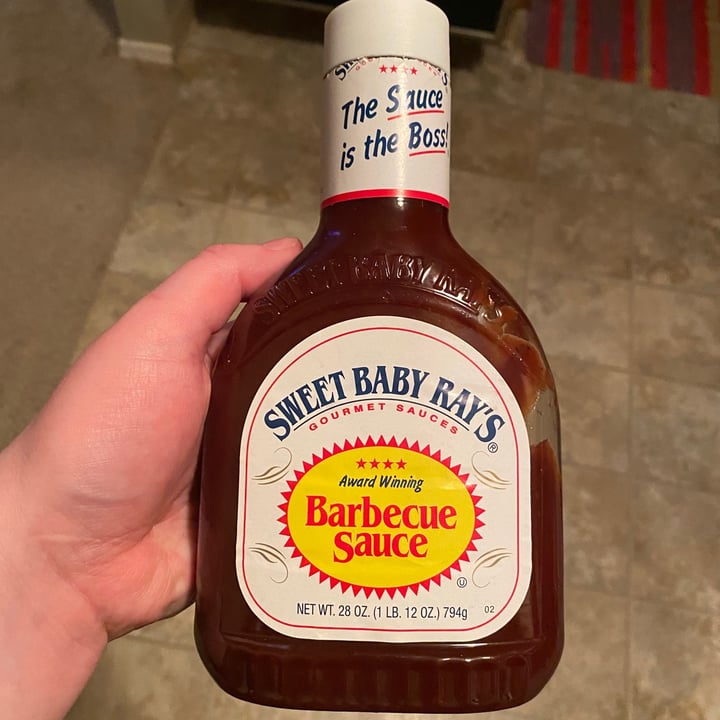 The Sauce
is the Boss!
SWEET BABY RAY'S
SWEET BABY RAY'S®
GOURMET SAUCES
Award Winning
Barbecue
Sauce
U
NET WT. 28 OZ. (1 LB. 12 OZ.) 794g
02